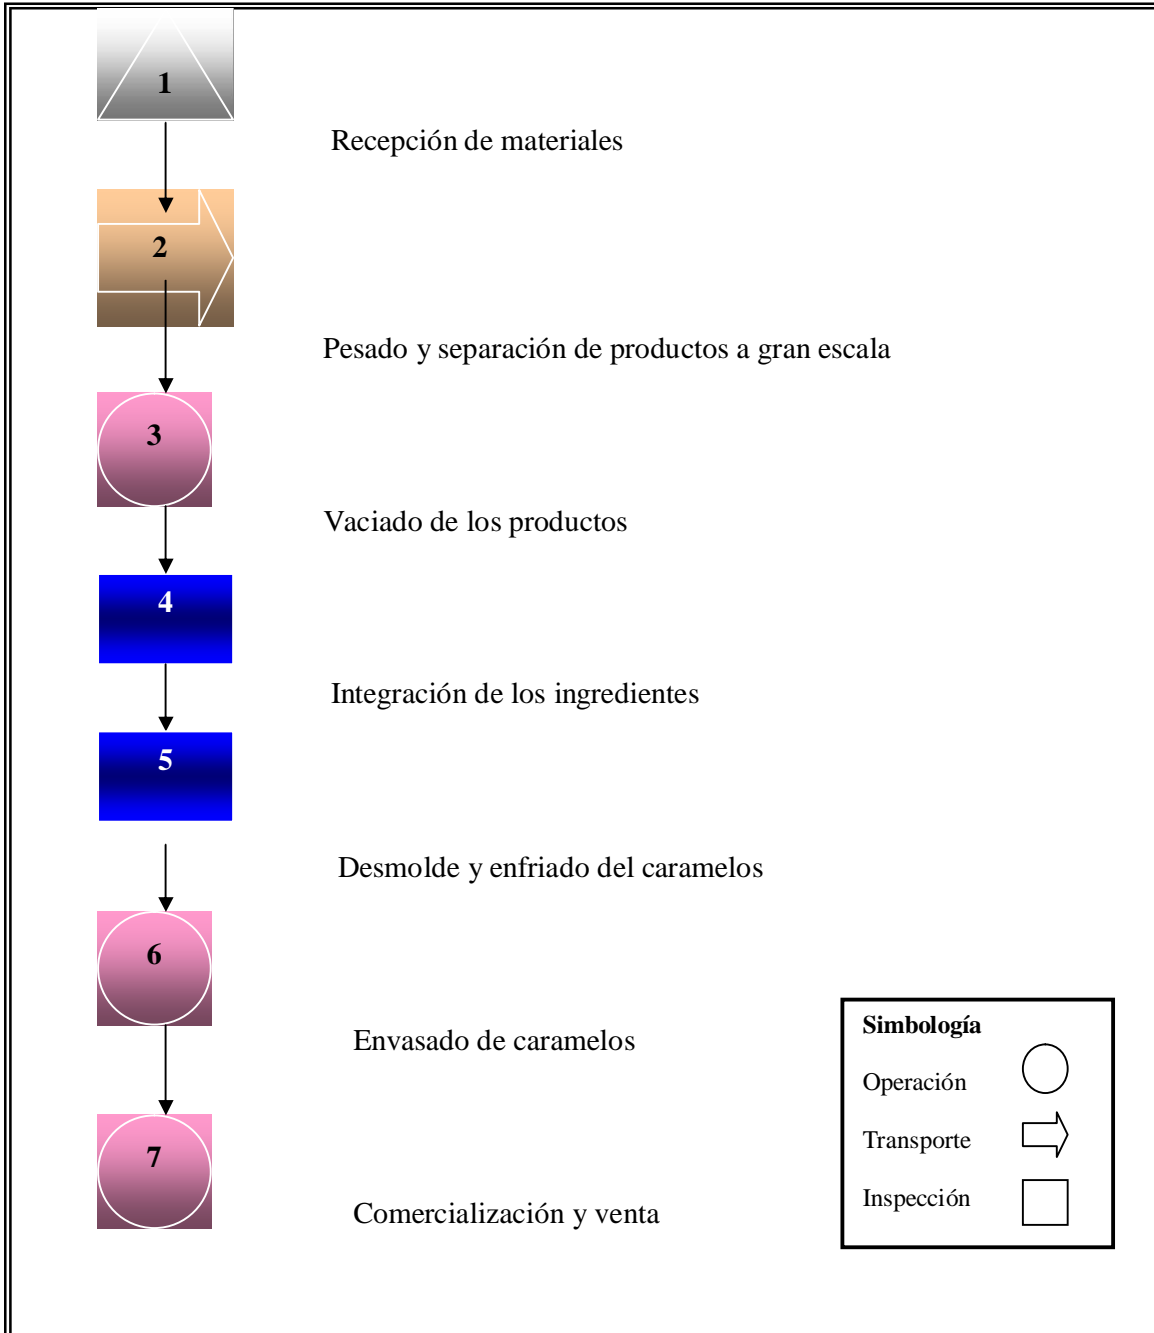 1
Recepción de materiales
2
Pesado y separación de productos a gran escala
3
Vaciado de los productos
4
Integración de los ingredientes
5
Desmolde y enfriado del caramelos
6
Envasado de caramelos
7
Comercialización y venta
Simbología
Operación
Transporte
Inspección